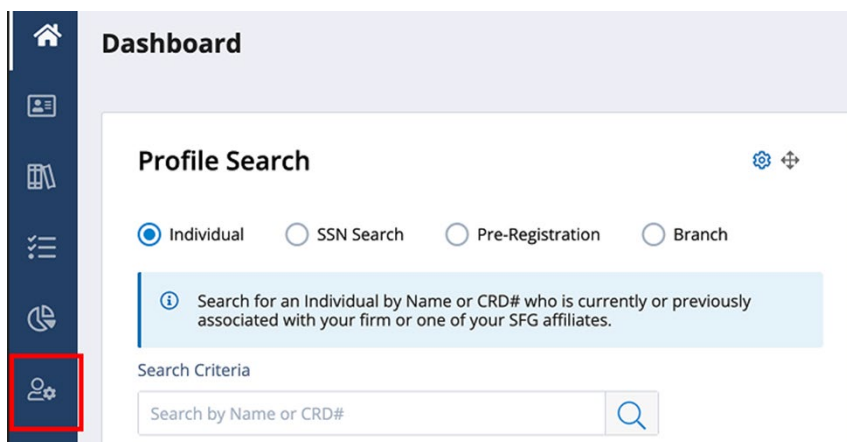 Dashboard
Profile Search
Individual SSN Search Pre-Registration Branch
Search for an Individual by Name or CRD# who is currently or previously
associated with your firm or one of your SFG affiliates.
Search Criteria
Search by Name or CRD#